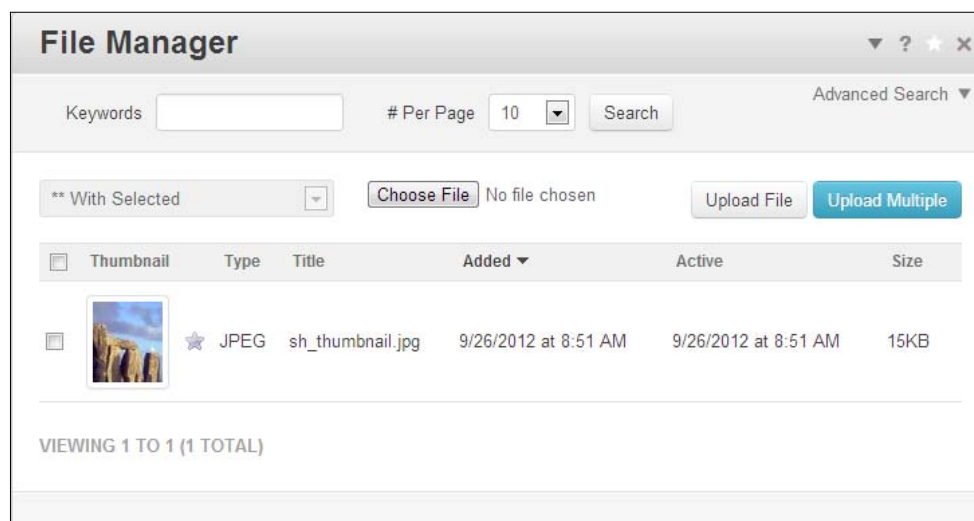 File Manager
?
Advanced Search
Keywords # Per Page 10 Search
** With Selected Choose File No file chosen Upload File Upload Multiple
Thumbnail Type Title Added Active Size
JPEG sh_thumbnail.jpg 9/26/2012 at 8:51 AM 9/26/2012 at 8:51 AM 15KB
VIEWING 1 TO 1 (1 TOTAL)